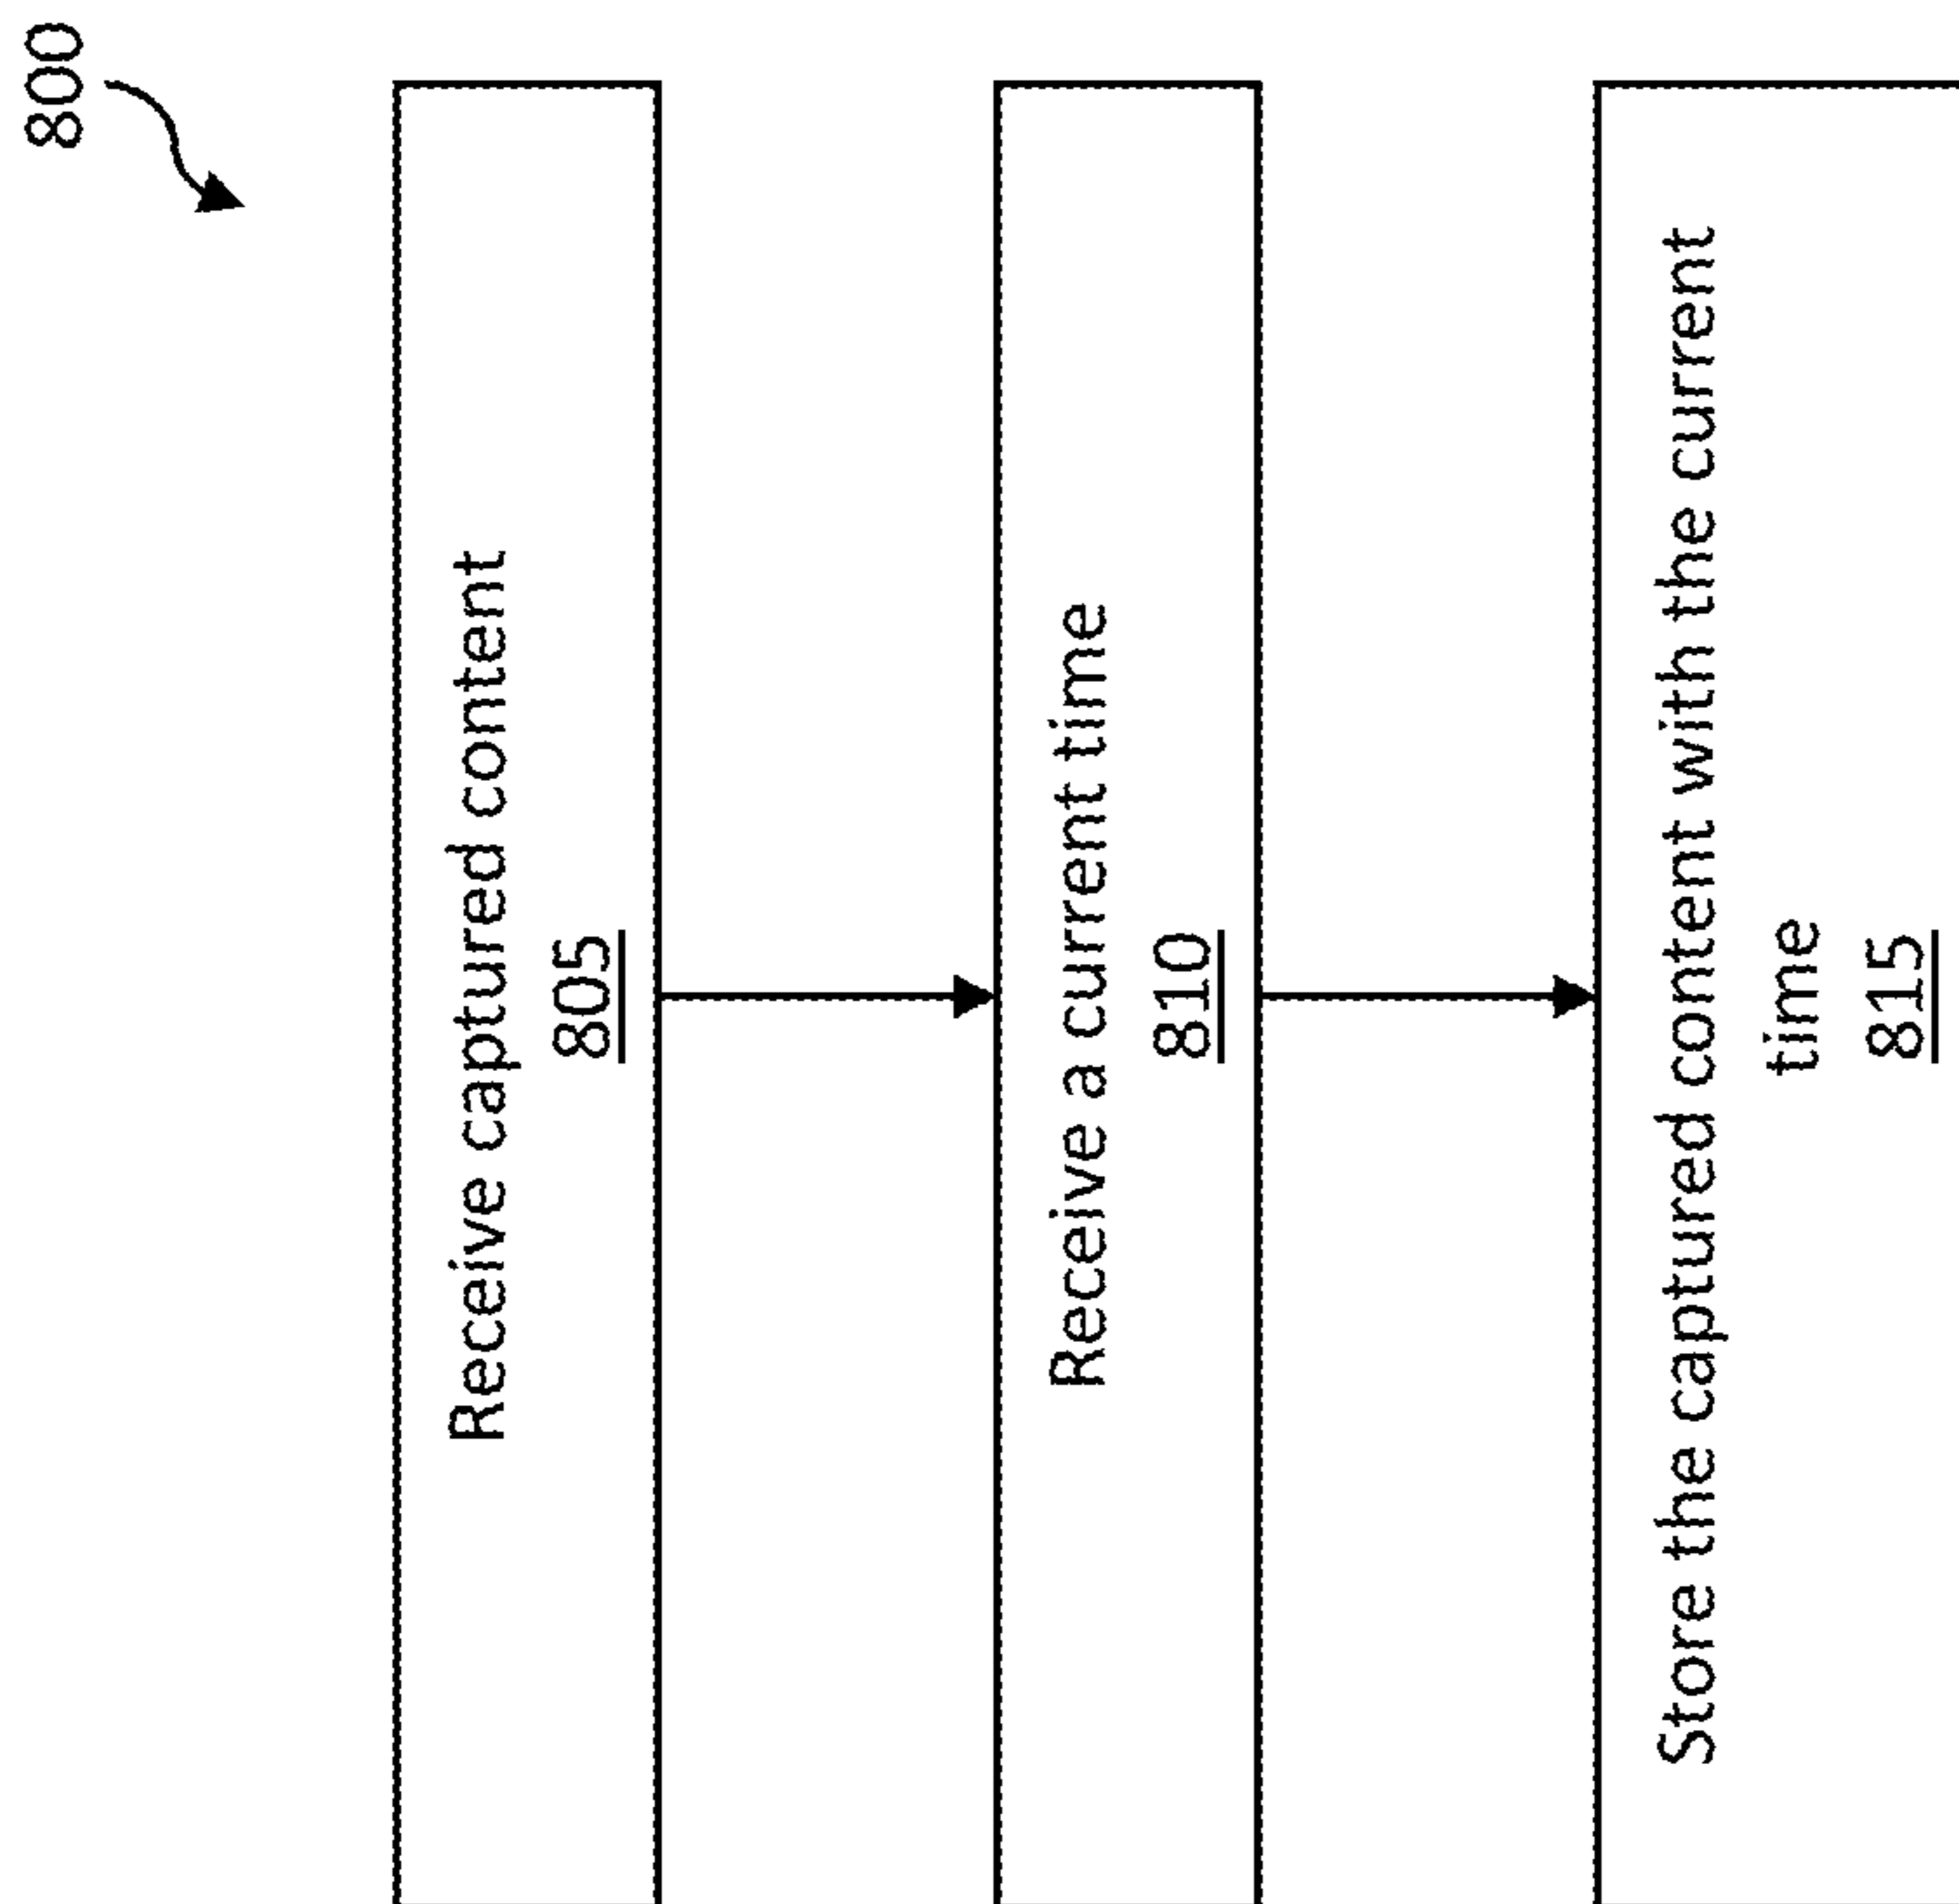 800
Receive captured content
805
Receive a current time
810
Store the captured content with the current
time
815